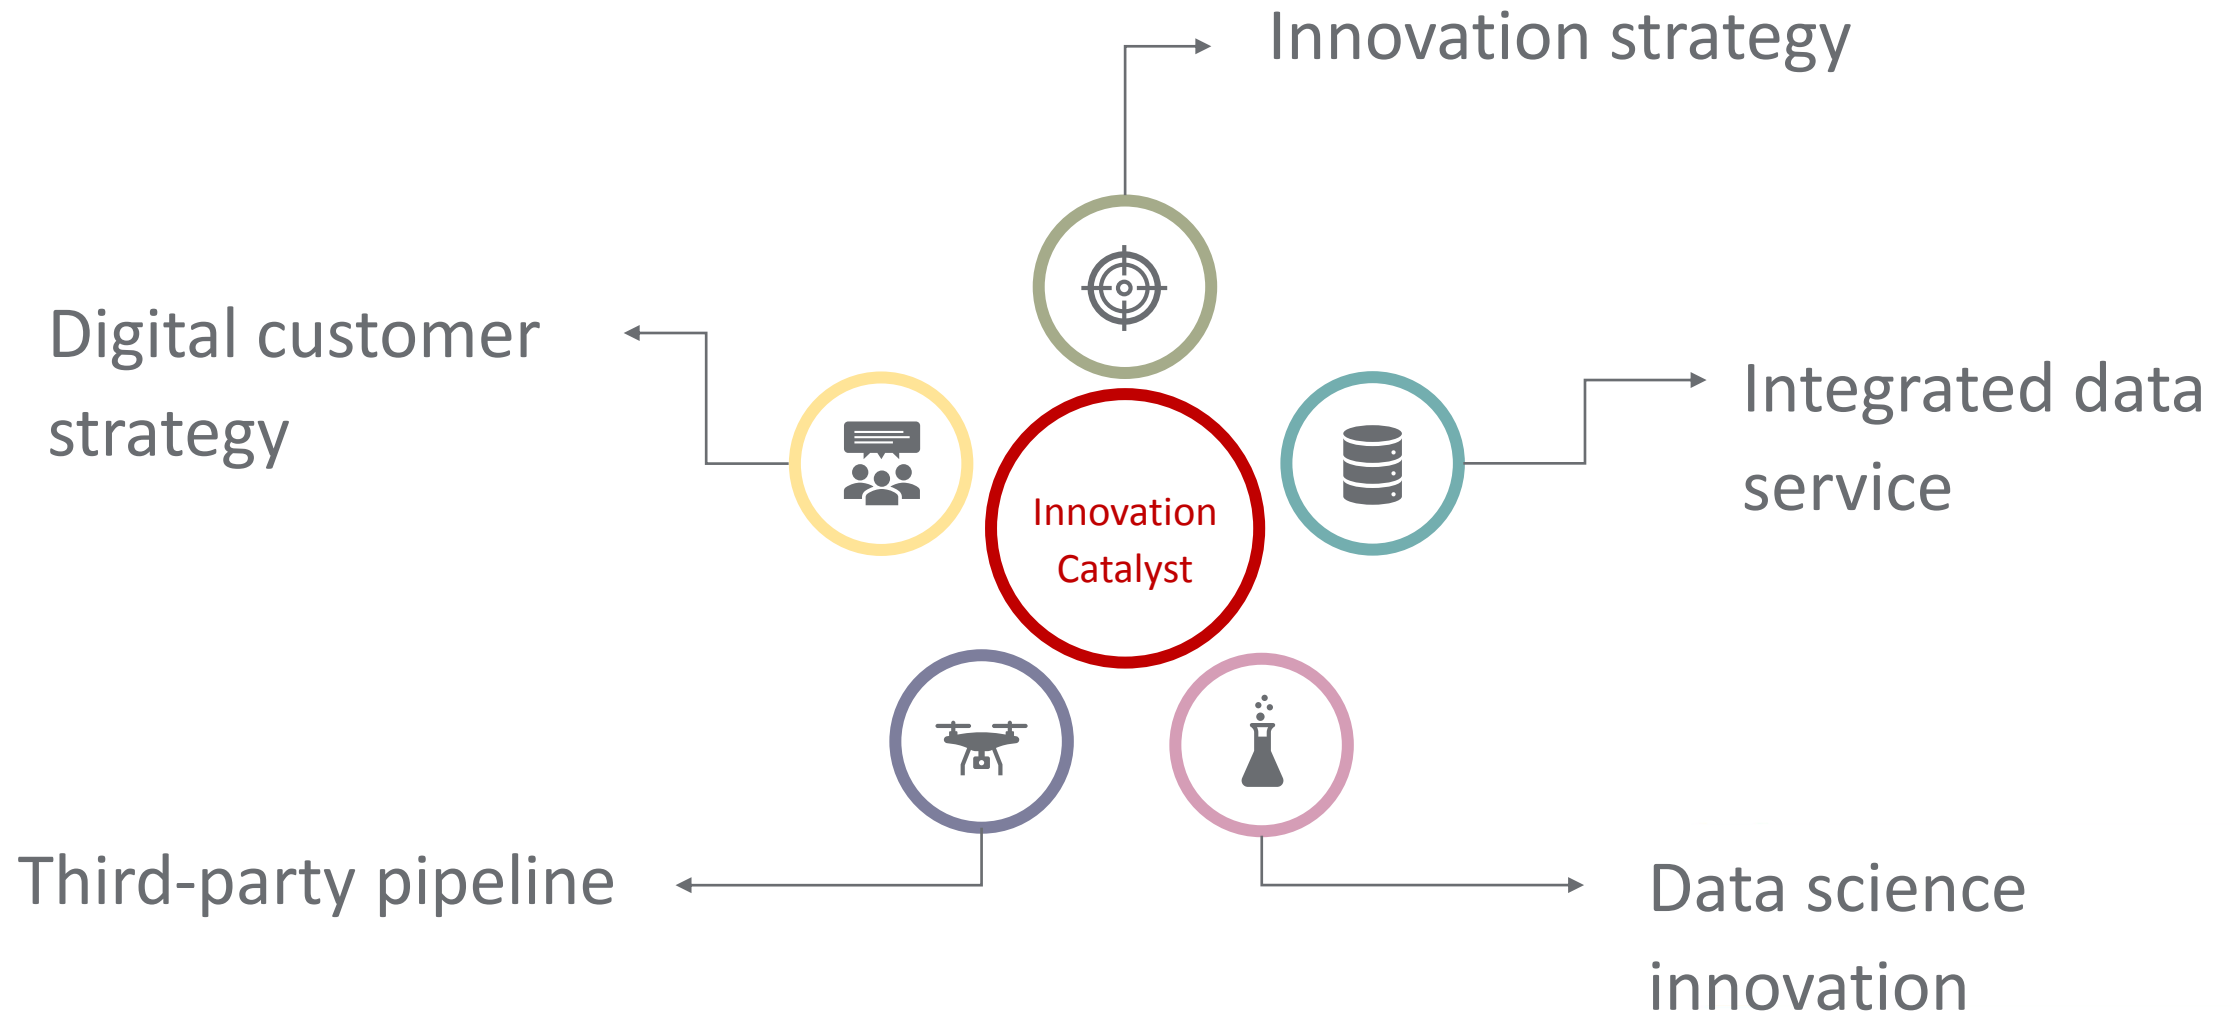 Innovation strategy
Digital customer
strategy
Integrated data
service
Innovation
Catalyst
Third-party pipeline
Data science
innovation